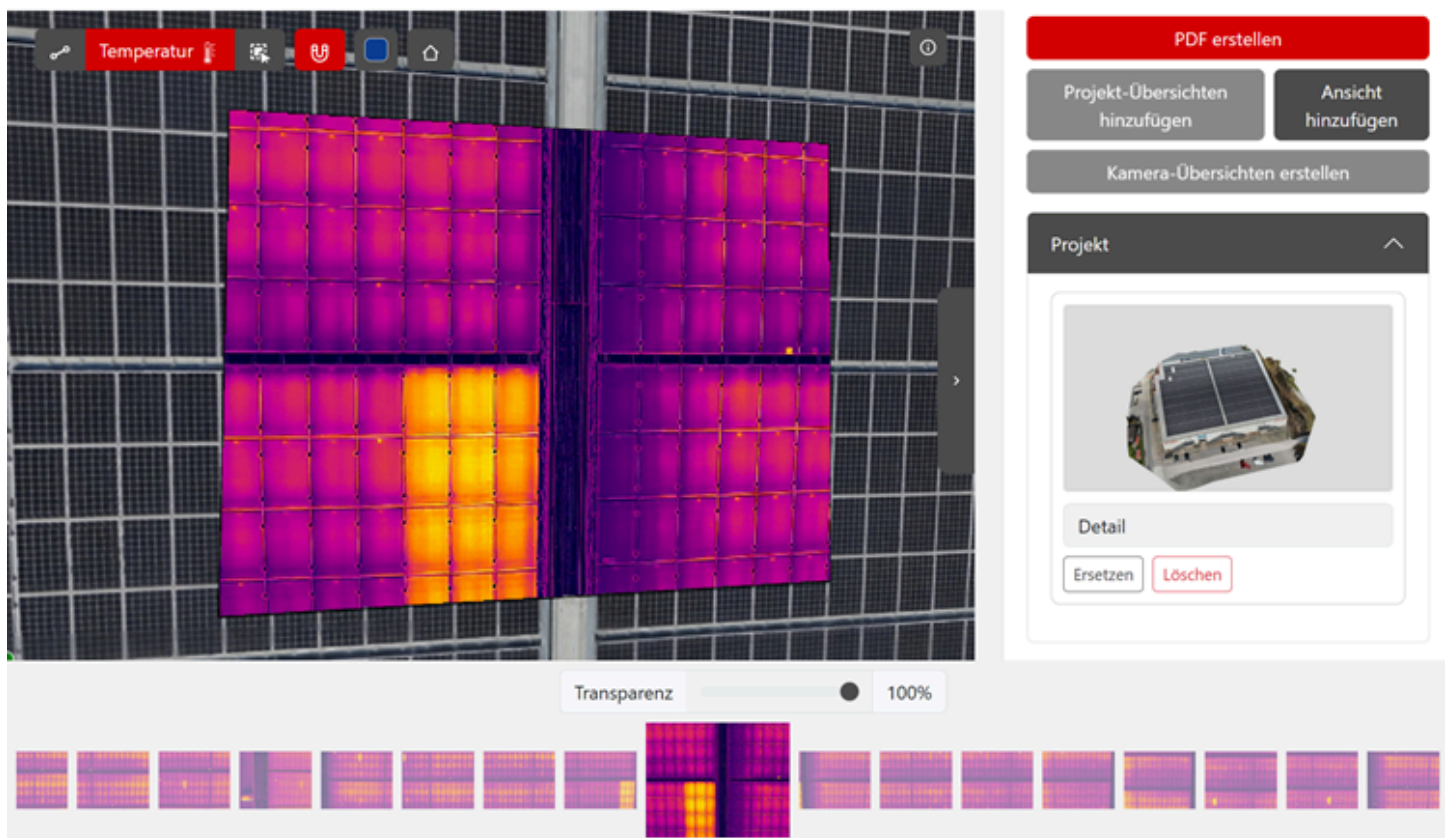 Temperatur
PDF erstellen
Projekt-Übersichten
hinzufügen
Ansicht
hinzufügen
Kamera-Übersichten erstellen
Projekt
Detail
Ersetzen
Löschen
Transparenz
100%